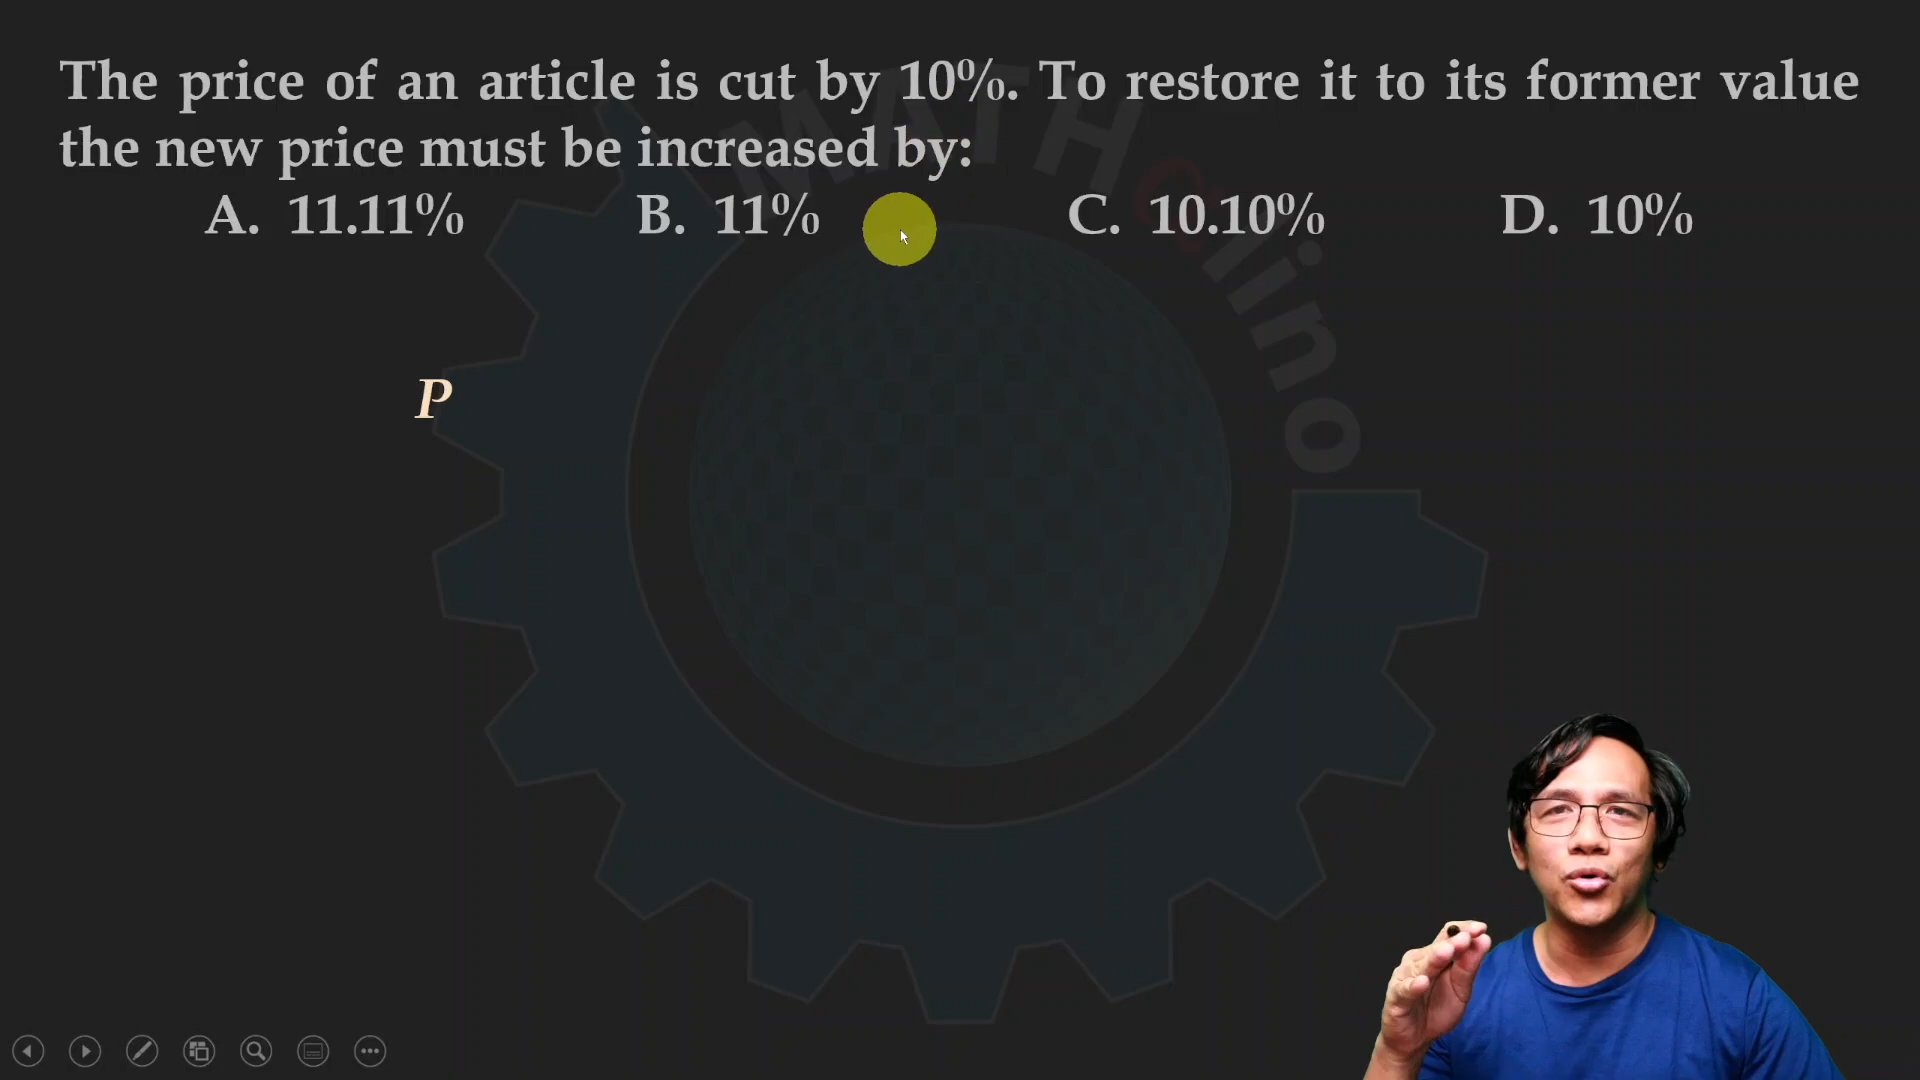 The price of an article is cut by 10%. To restore it to its former value
the new price must be increased by:
A. 11.11% B. 11% C. 10.10% D. 10%
P
MATHalino